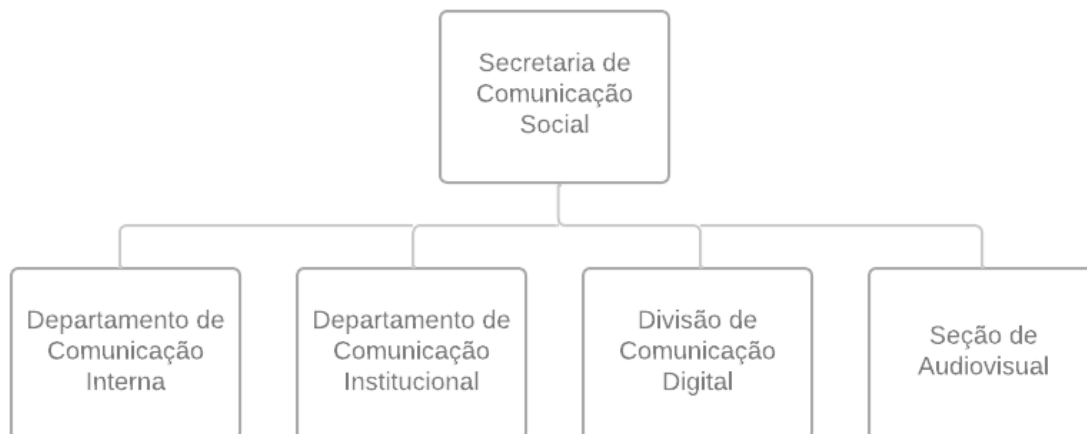 Secretaria de
Comunicação
Social
Departamento de
Comunicação
Interna
Departamento de
Comunicação
Institucional
Divisão de
Comunicação
Digital
Seção de
Audiovisual